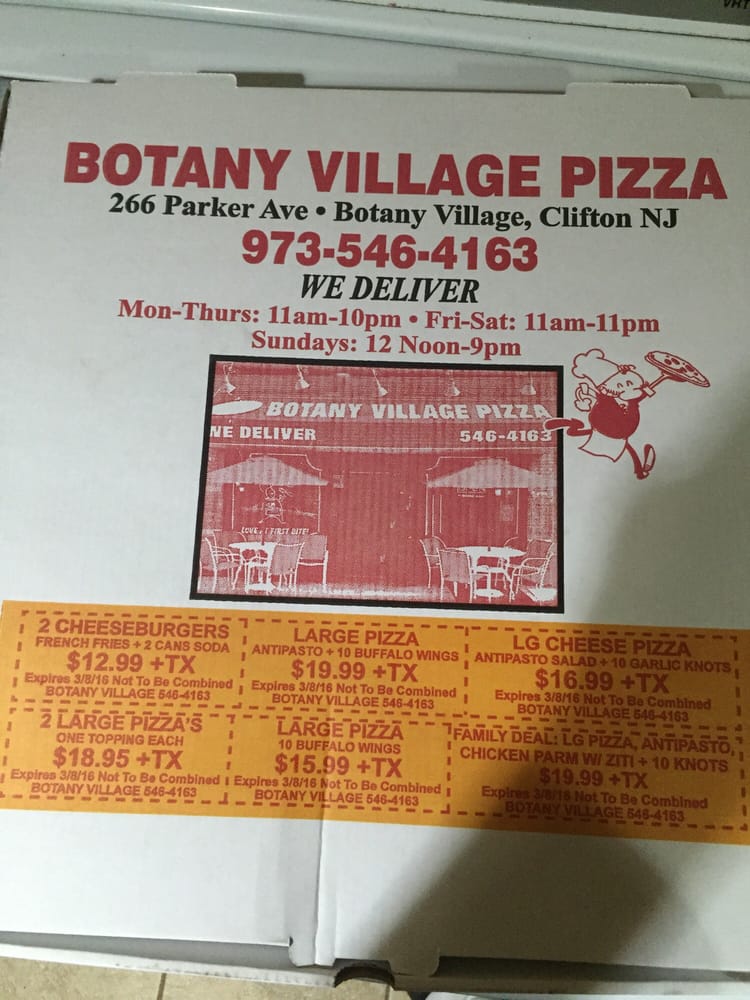 BOTANY VILLAGE PIZZA
266 Parker Ave • Botany Village, Clifton NJ
973-546-4163
WE DELIVER
Mon-Thurs: 11am-10pm • Fri-Sat: 11am-11pm
Sundays: 12 Noon-9pm
BOTANY VILLAGE PIZZA
WE DELIVER 546-4163
2 CHEESEBURGERS
FRENCH FRIES + 2 CANS SODA
$12.99 +TX
Expires 3/8/16 Not To Be Combined
BOTANY VILLAGE 546-4163
LARGE PIZZA
ANTIPASTO + 10 BUFFALO WINGS
$19.99 +TX
Expires 3/8/16 Not To Be Combined
BOTANY VILLAGE 546-4163
LG CHEESE PIZZA
ANTIPASTO SALAD + 10 GARLIC KNOTS
$16.99 +TX
Expires 3/8/16 Not To Be Combined
BOTANY VILLAGE 546-4163
2 LARGE PIZZA'S
ONE TOPPING EACH
$18.95 +TX
Expires 3/8/16 Not To Be Combined
BOTANY VILLAGE 546-4163
LARGE PIZZA
10 BUFFALO WINGS
$15.99 +TX
Expires 3/8/16 Not To Be Combined
BOTANY VILLAGE 546-4163
FAMILY DEAL: LG PIZZA, ANTIPASTO,
CHICKEN PARM W/ ZITI + 10 KNOTS
$19.99 +TX
Expires 3/8/16 Not To Be Combined
BOTANY VILLAGE 546-4163